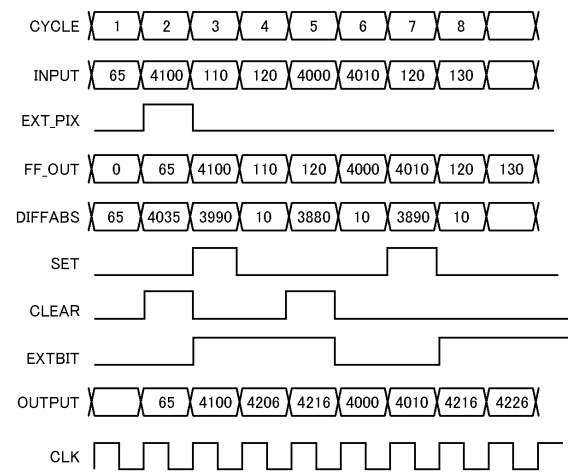 CYCLE 1 2 3 4 5 6 7 8
INPUT 65 4100 110 120 4000 4010 120 130
EXT_PIX
FF_OUT 0 65 4100 110 120 4000 4010 120 130
DIFFABS 65 4035 3990 10 3880 10 3890 10
SET
CLEAR
EXTBIT
OUTPUT 65 4100 4206 4216 4000 4010 4216 4226
CLK